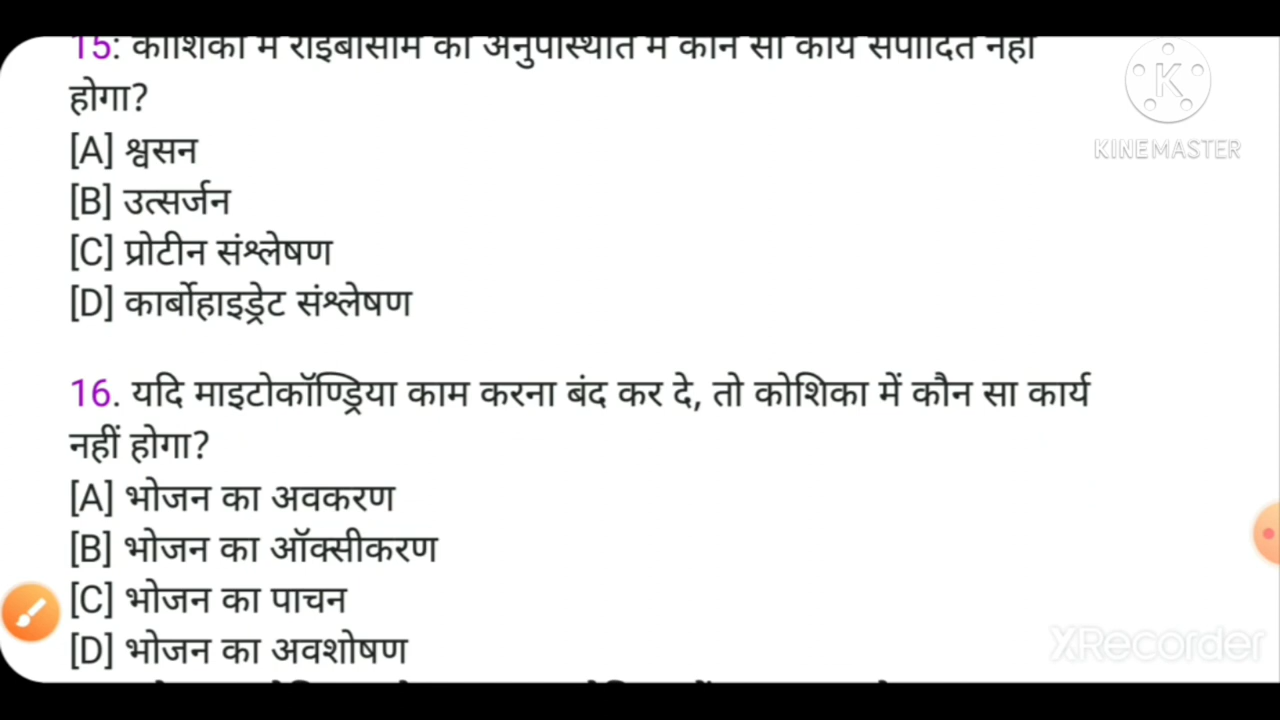 15: कोशिका में राइबोसोम की अनुपस्थिति में कौन सा कार्य संपादित नहीं
होगा?
[A] श्वसन
[B] उत्सर्जन
[C] प्रोटीन संश्लेषण
[D] कार्बोहाइड्रेट संश्लेषण
16. यदि माइटोकॉण्ड्रिया काम करना बंद कर दे, तो कोशिका में कौन सा कार्य
नहीं होगा?
[A] भोजन का अवकरण
[B] भोजन का ऑक्सीकरण
[C] भोजन का पाचन
[D] भोजन का अवशोषण
K
KINEMASTER
XRecorder